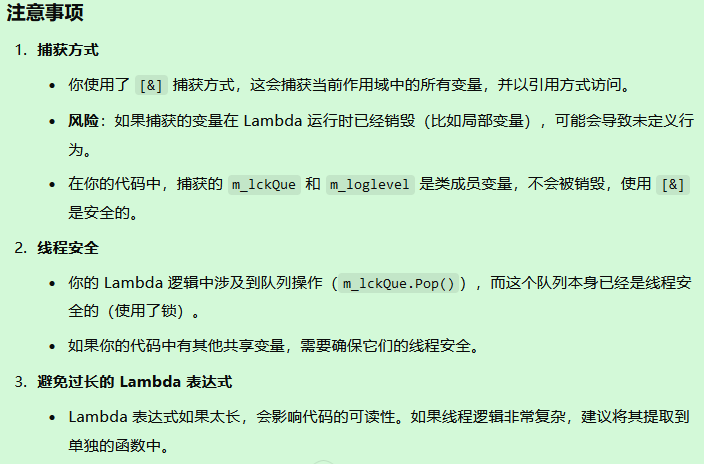 注意事项
1. 捕获方式
• 你使用了 [&] 捕获方式，这会捕获当前作用域中的所有变量，并以引用方式访问。
• 风险：如果捕获的变量在 Lambda 运行时已经销毁（比如局部变量），可能会导致未定义行
为。
• 在你的代码中，捕获的 m_lckQue 和 m_loglevel 是类成员变量，不会被销毁，使用 [&]
是安全的。
2. 线程安全
• 你的 Lambda 逻辑中涉及到队列操作（m_lckQue.Pop()），而这个队列本身已经是线程安
全的（使用了锁）。
• 如果你的代码中有其他共享变量，需要确保它们的线程安全。
3. 避免过长的 Lambda 表达式
• Lambda 表达式如果太长，会影响代码的可读性。如果线程逻辑非常复杂，建议将其提取到
单独的函数中。